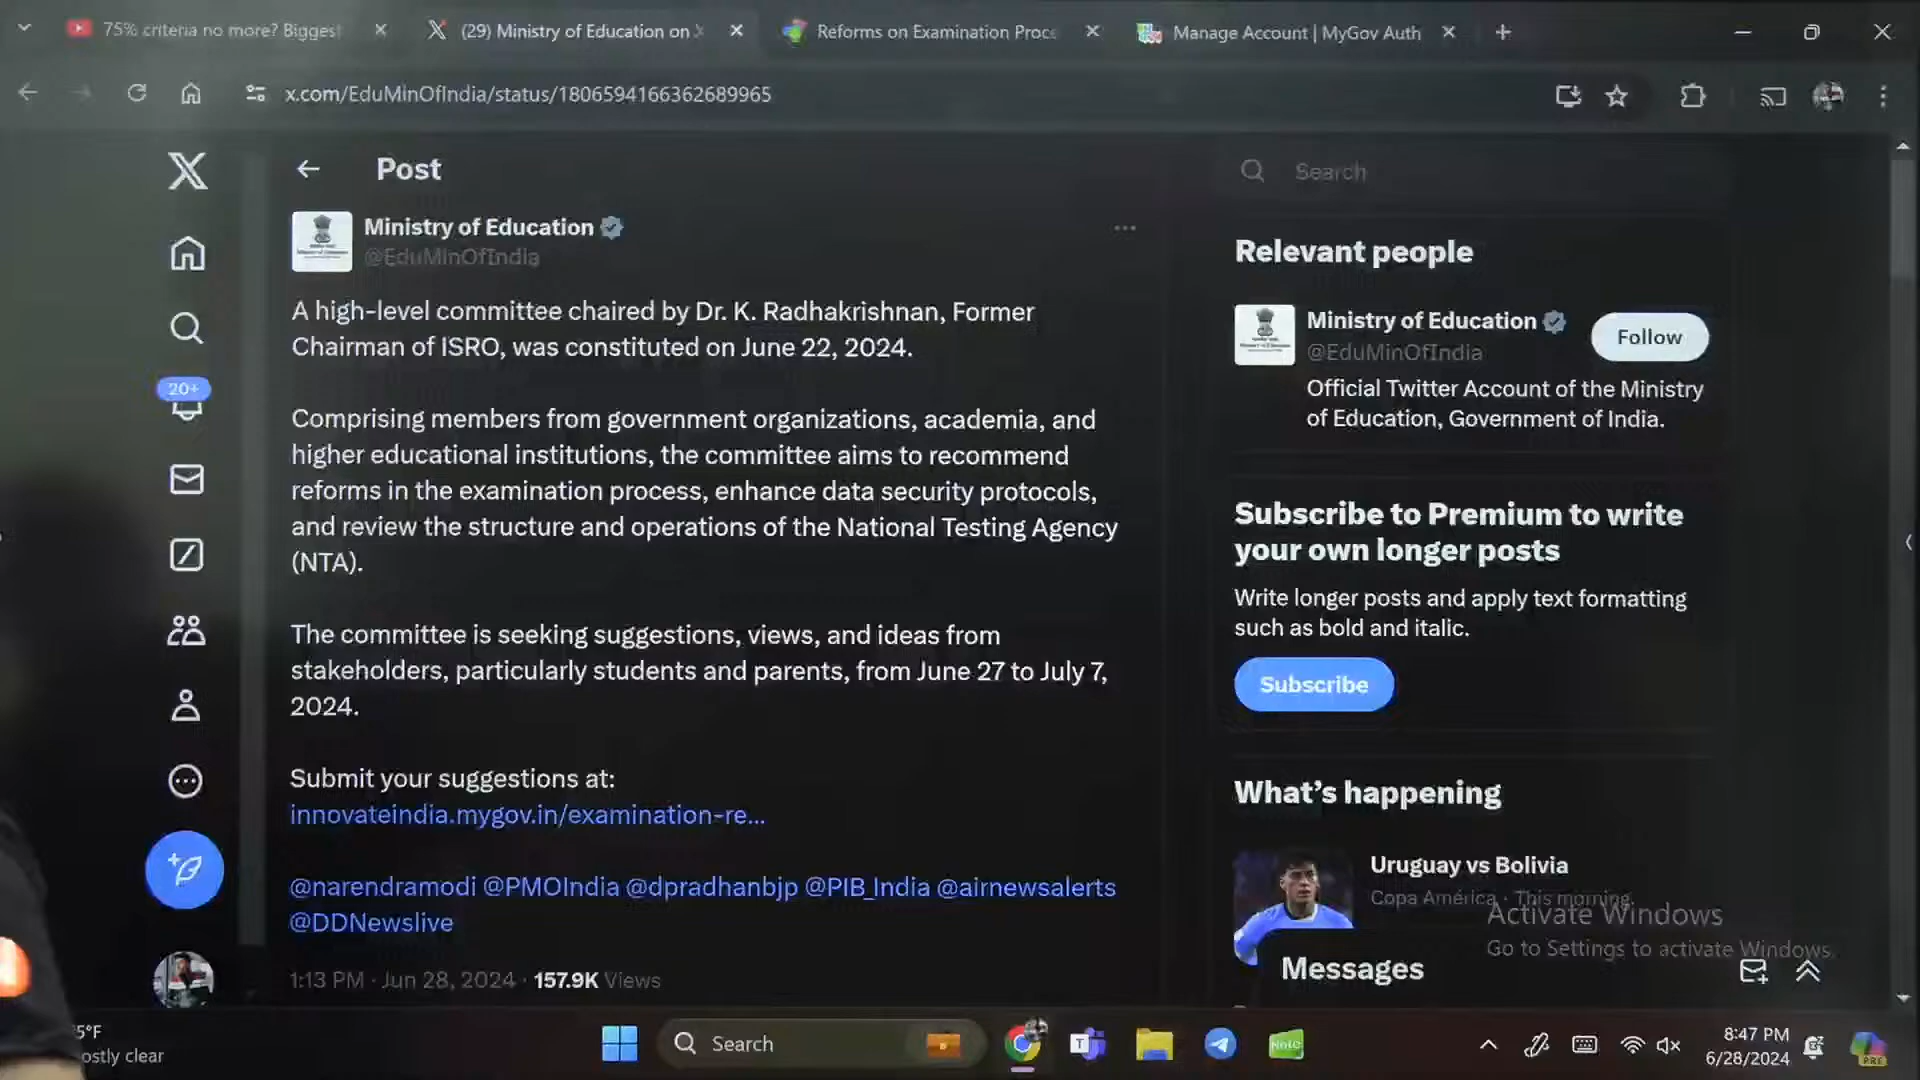 75% criteria no more? Biggest
(29) Ministry of Education on X
Reforms on Examination Proce
Manage Account | MyGov Auth
x.com/EduMinOfIndia/status/1806594166362689965
Post
Search
Ministry of Education
@EduMinOfIndia
A high-level committee chaired by Dr. K. Radhakrishnan, Former
Chairman of ISRO, was constituted on June 22, 2024.
Comprising members from government organizations, academia, and
higher educational institutions, the committee aims to recommend
reforms in the examination process, enhance data security protocols,
and review the structure and operations of the National Testing Agency
(NTA).
The committee is seeking suggestions, views, and ideas from
stakeholders, particularly students and parents, from June 27 to July 7,
2024.
Submit your suggestions at:
innovateindia.mygov.in/examination-re...
@narendramodi @PMOIndia @dpradhanbjp @PIB_India @airnewsalerts
@DDNewslive
1:13 PM · Jun 28, 2024 · 157.9K Views
20+
Relevant people
Ministry of Education
@EduMinOfIndia
Follow
Official Twitter Account of the Ministry
of Education, Government of India.
Subscribe to Premium to write
your own longer posts
Write longer posts and apply text formatting
such as bold and italic.
Subscribe
What's happening
Uruguay vs Bolivia
Copa América · This morning
Activate Windows
Go to Settings to activate Windows.
Messages
5°F
ostly clear
Search
8:47 PM
6/28/2024
PRE